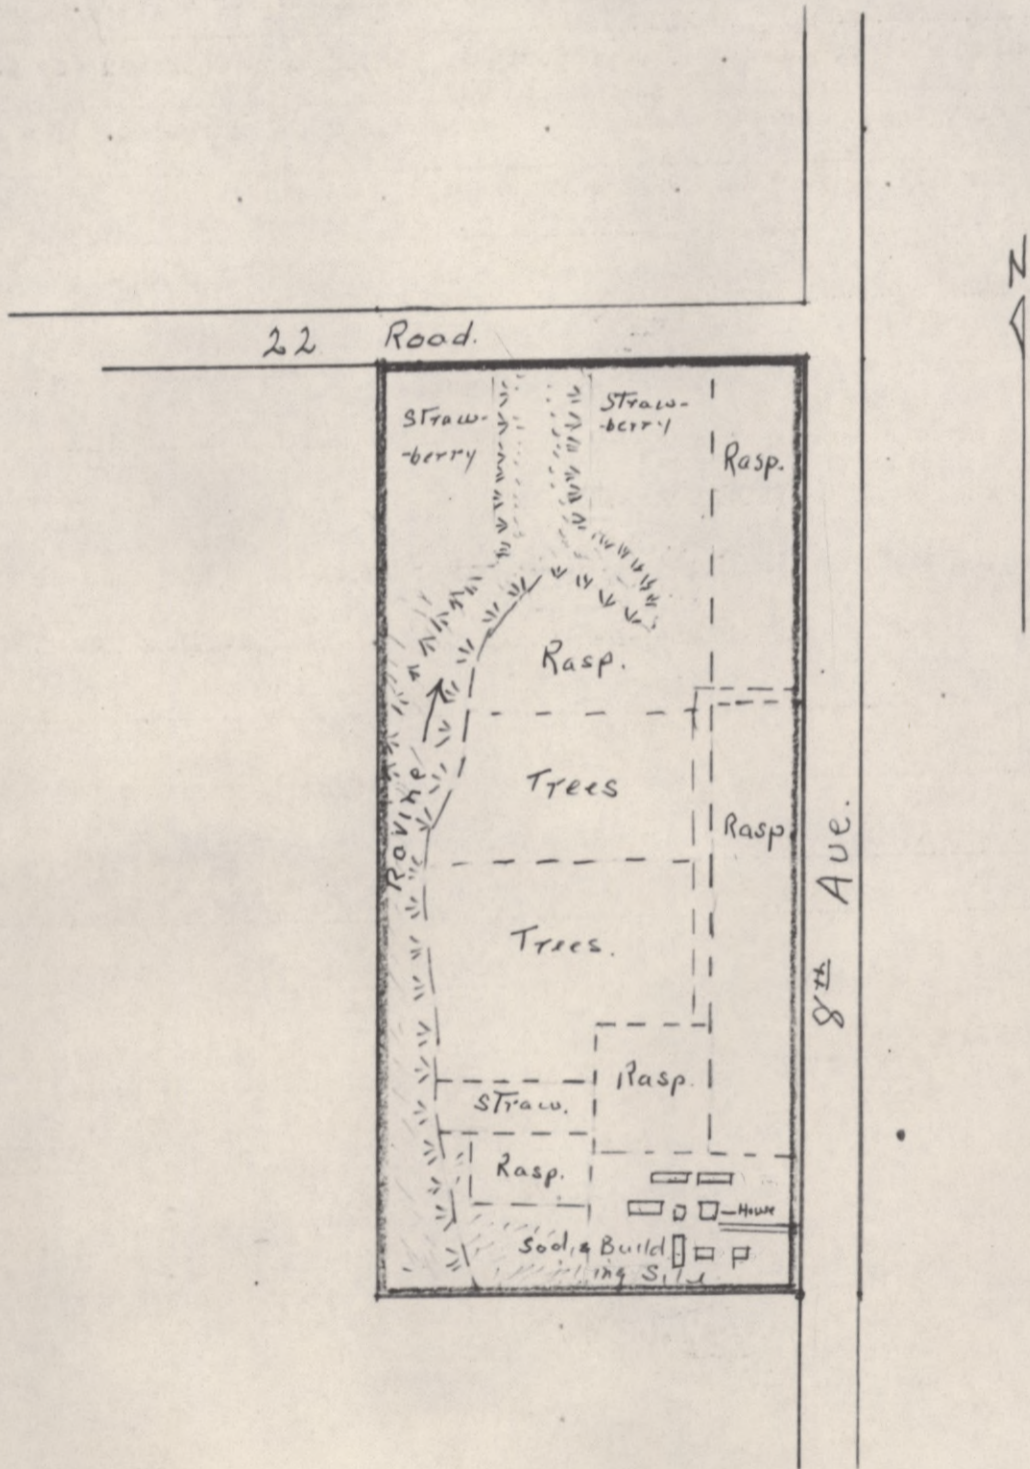 N
22 Road.
Straw-
-berry
Straw-
-berry
Rasp.
Rasp.
Trees
Rasp.
Ravine
Trees.
8th Ave.
Rasp.
Straw.
Rasp.
House
Sod, & Build
ing Site